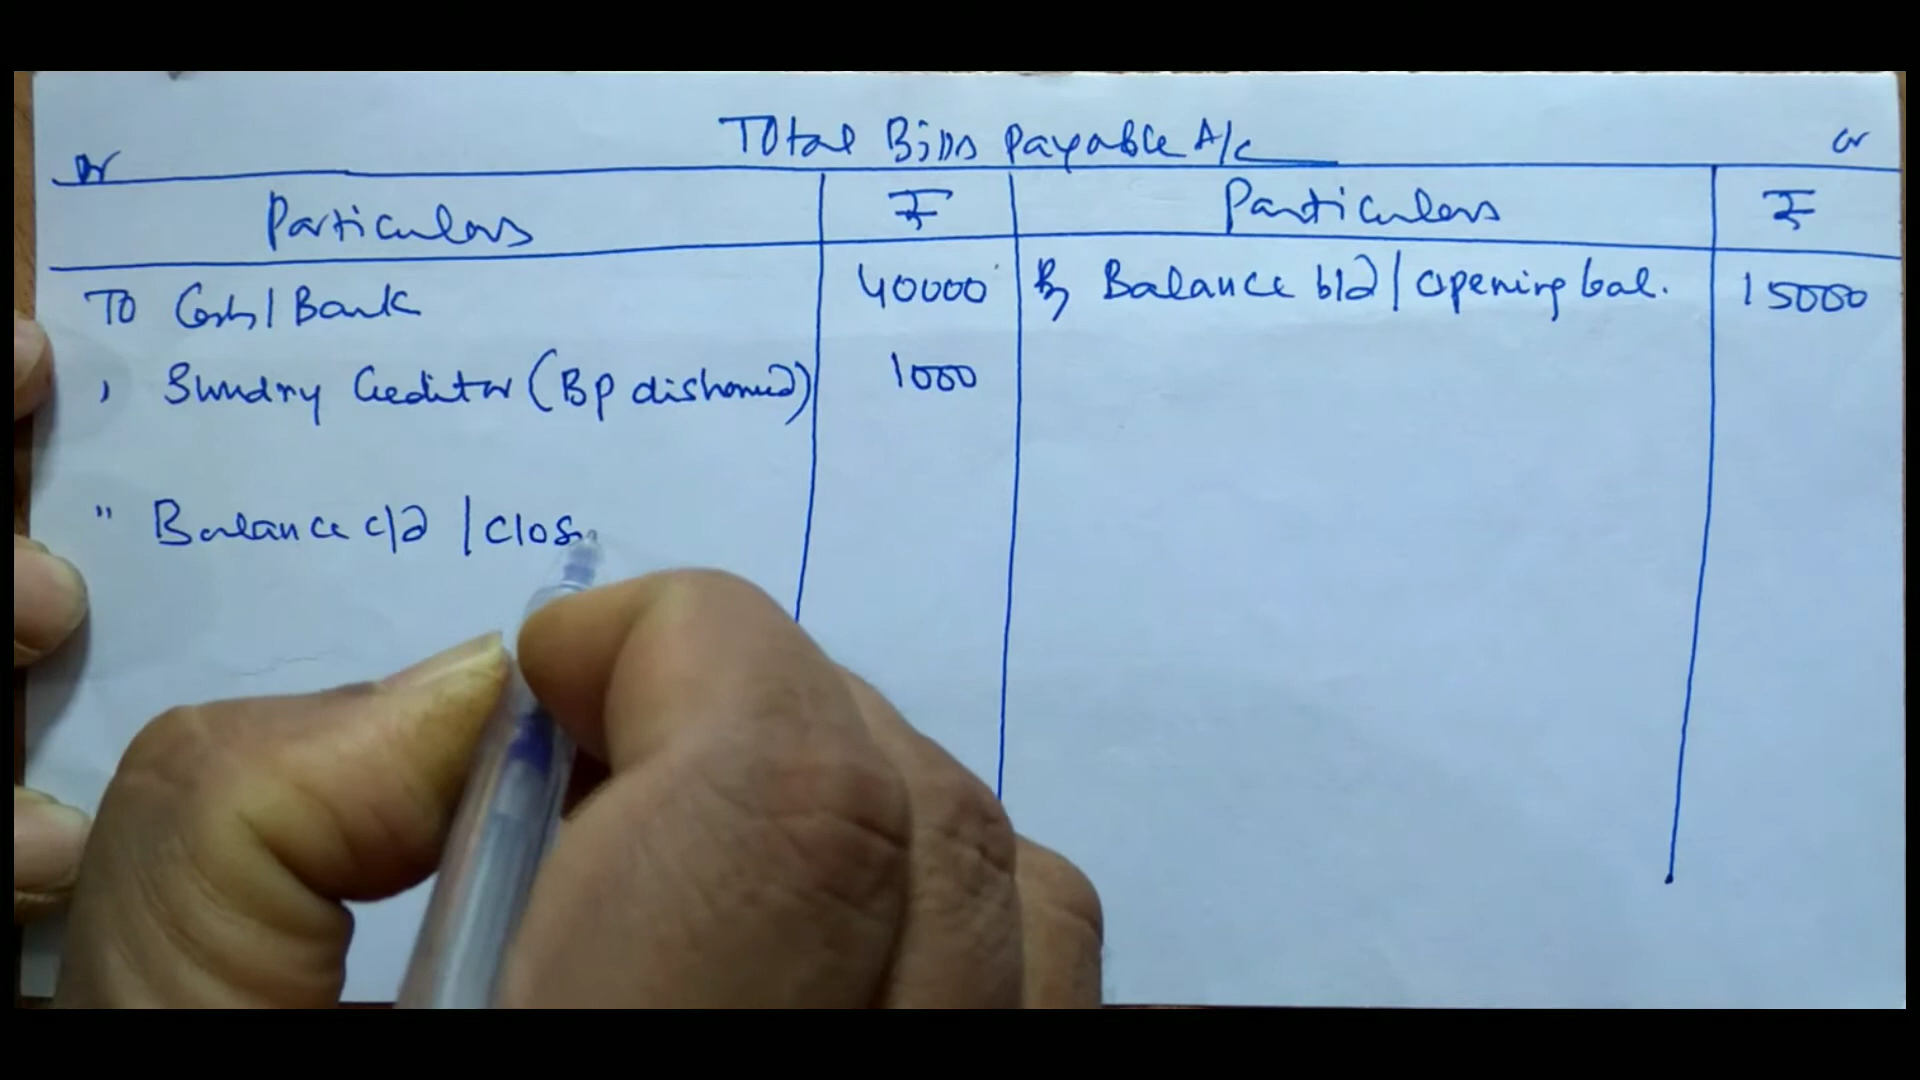 Total Bills Payable A/c
Dr
Cr
Particulars ₹ Particulars ₹
To Cash/Bank 40000 By Balance b/d/opening bal. 15000
" Sundry Creditor (BP dishonored) 1000
" Balance c/d/clos